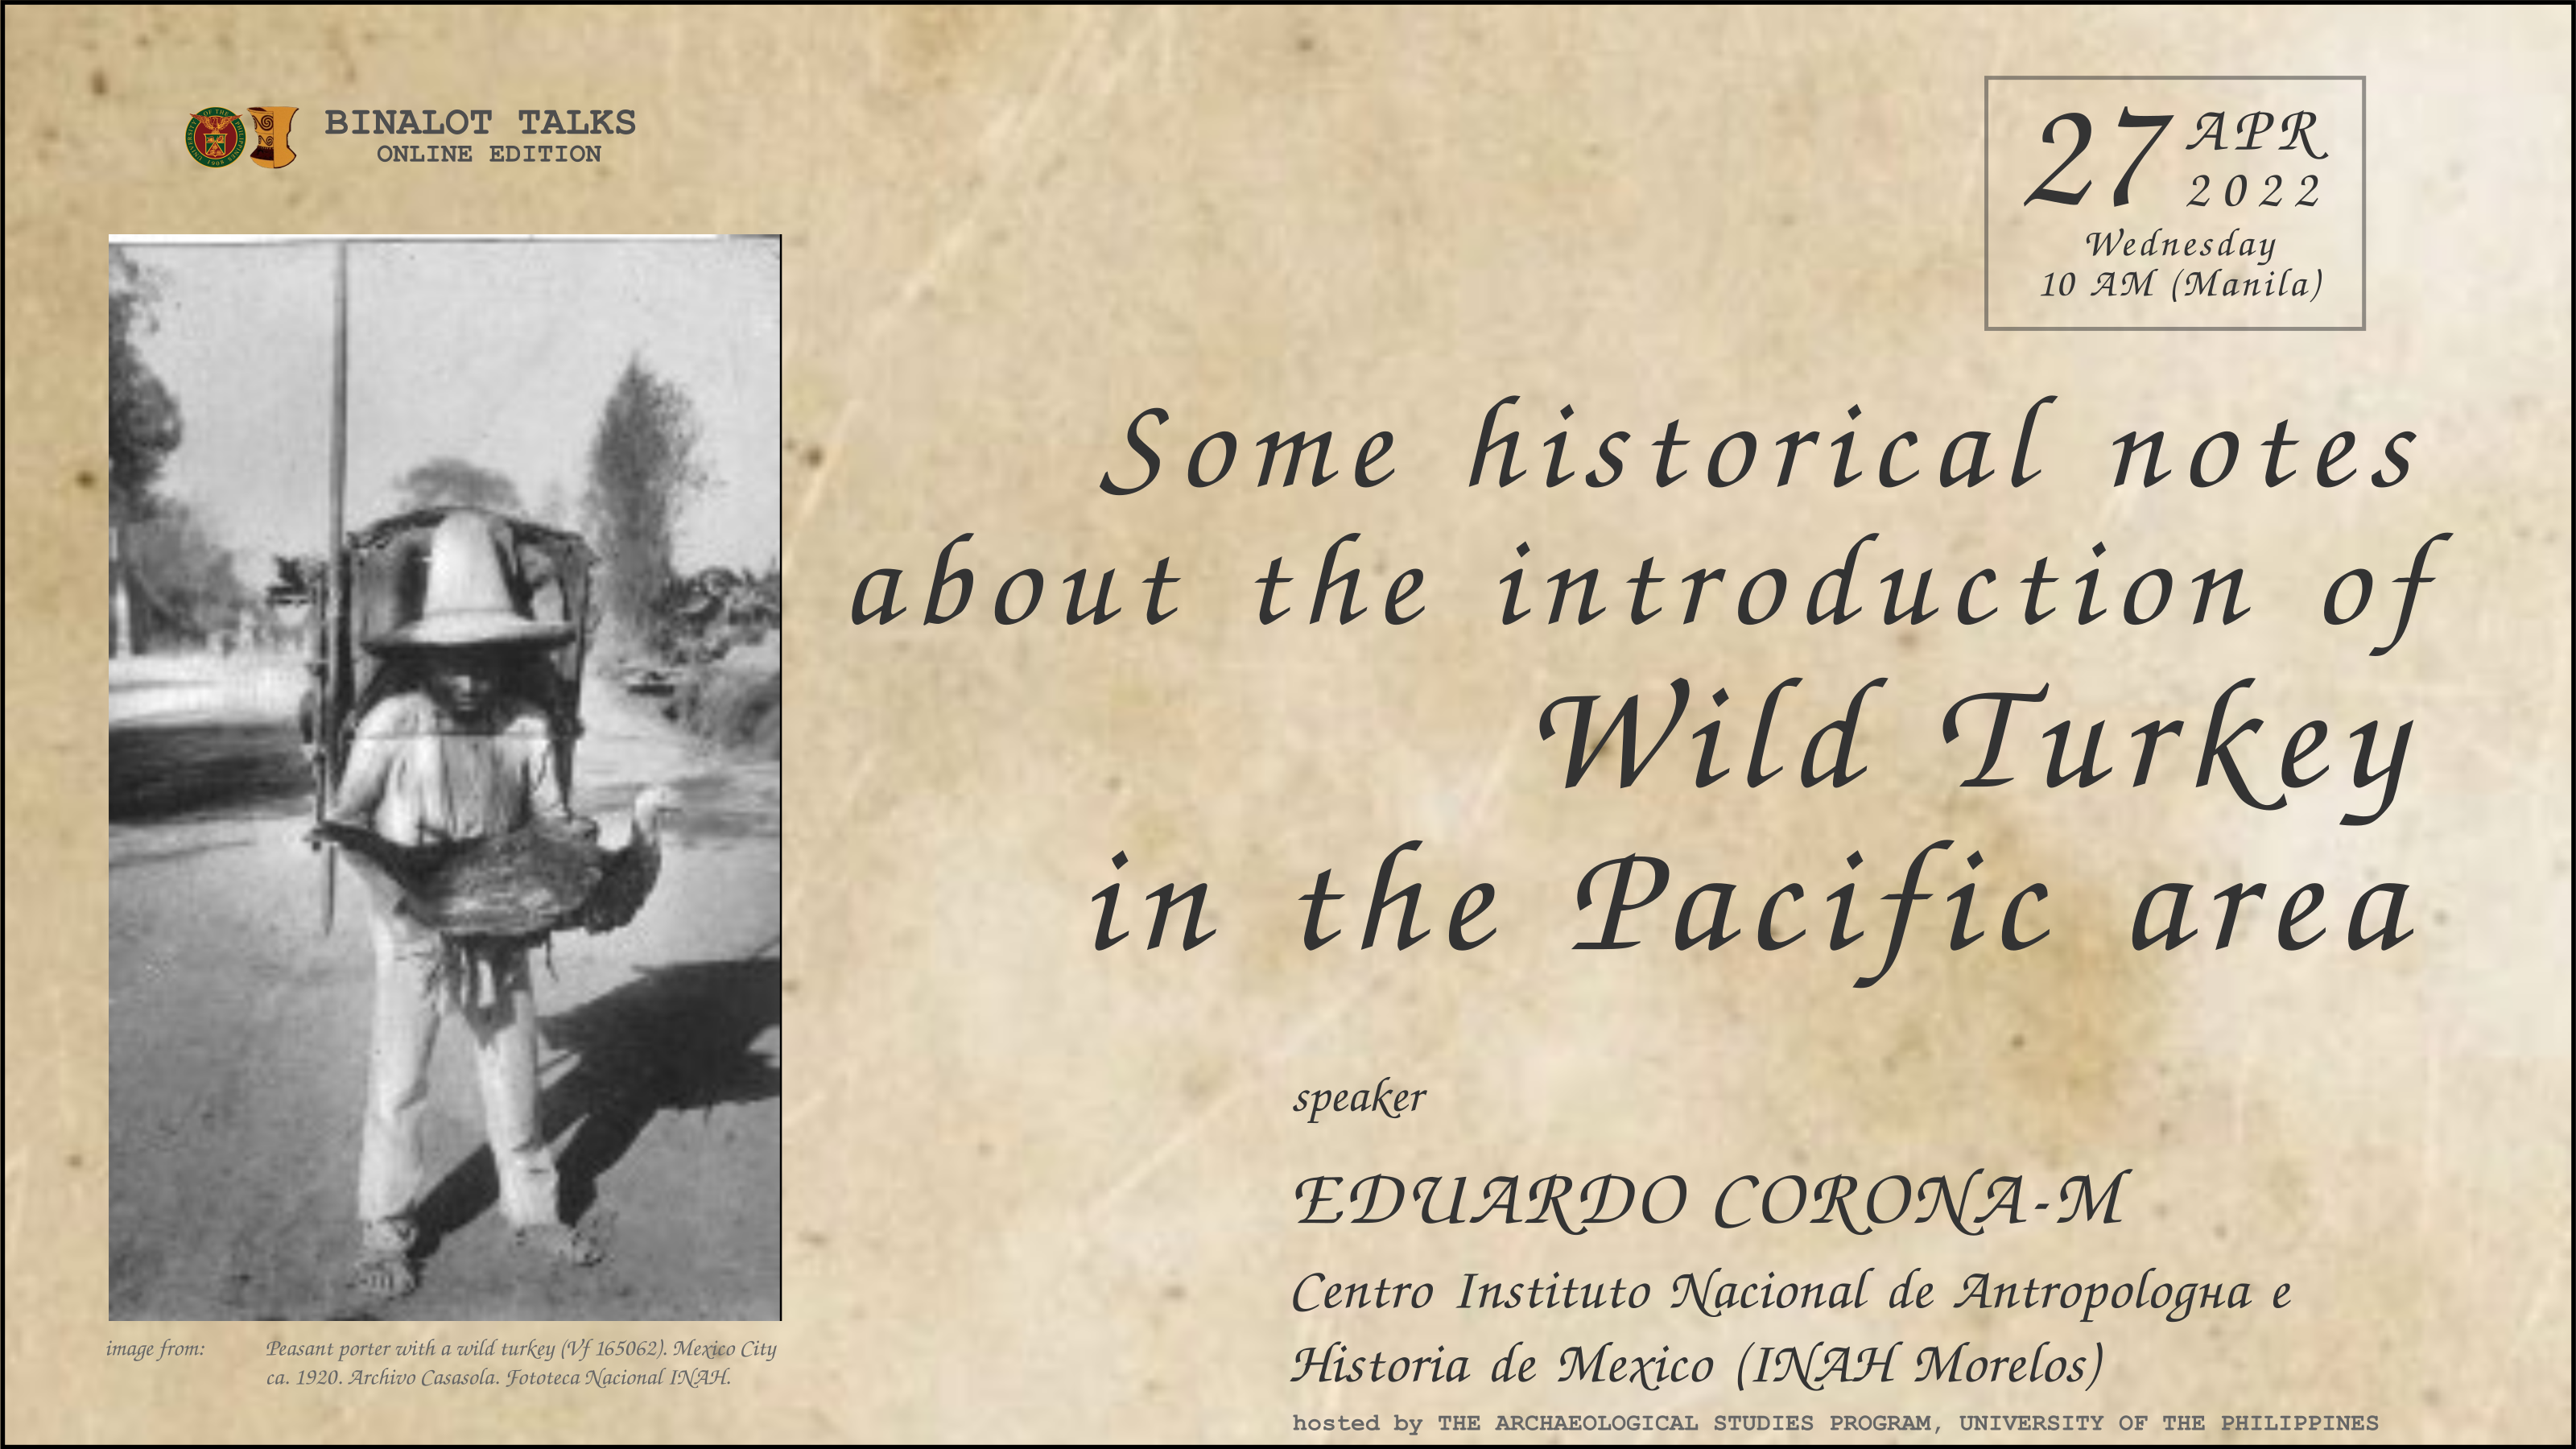 BINALOT TALKS
ONLINE EDITION
27 APR
2022
Wednesday
10 AM (Manila)
Some historical notes
about the introduction of
Wild Turkey
in the Pacific area
speaker
EDUARDO CORONA-M
Centro Instituto Nacional de Antropologнa e
Historia de Mexico (INAH Morelos)
hosted by THE ARCHAEOLOGICAL STUDIES PROGRAM, UNIVERSITY OF THE PHILIPPINES
image from: Peasant porter with a wild turkey (Vf 165062). Mexico City
ca. 1920. Archivo Casasola. Fototeca Nacional INAH.